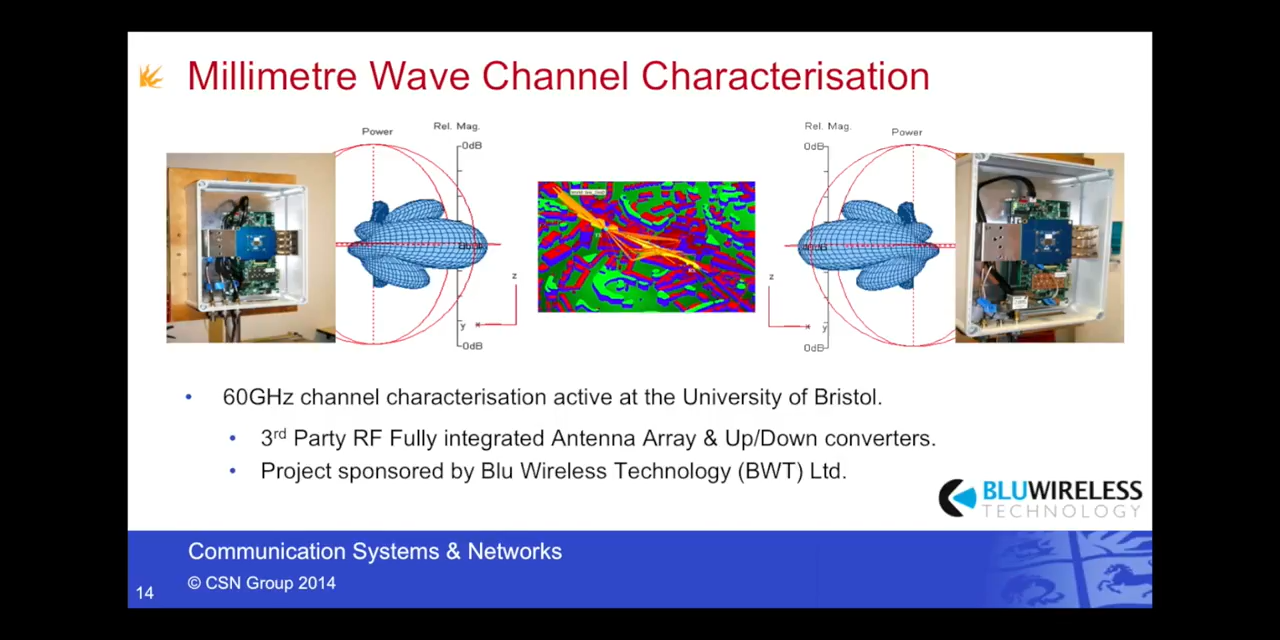 Millimetre Wave Channel Characterisation
Power
Rel. Mag.
0dB
z
y
0dB
Rel. Mag.
Power
0dB
z
y
0dB
60GHz channel characterisation active at the University of Bristol.
3rd Party RF Fully integrated Antenna Array & Up/Down converters.
Project sponsored by Blu Wireless Technology (BWT) Ltd.
BLUWIRELESS
TECHNOLOGY
Communication Systems & Networks
© CSN Group 2014
14